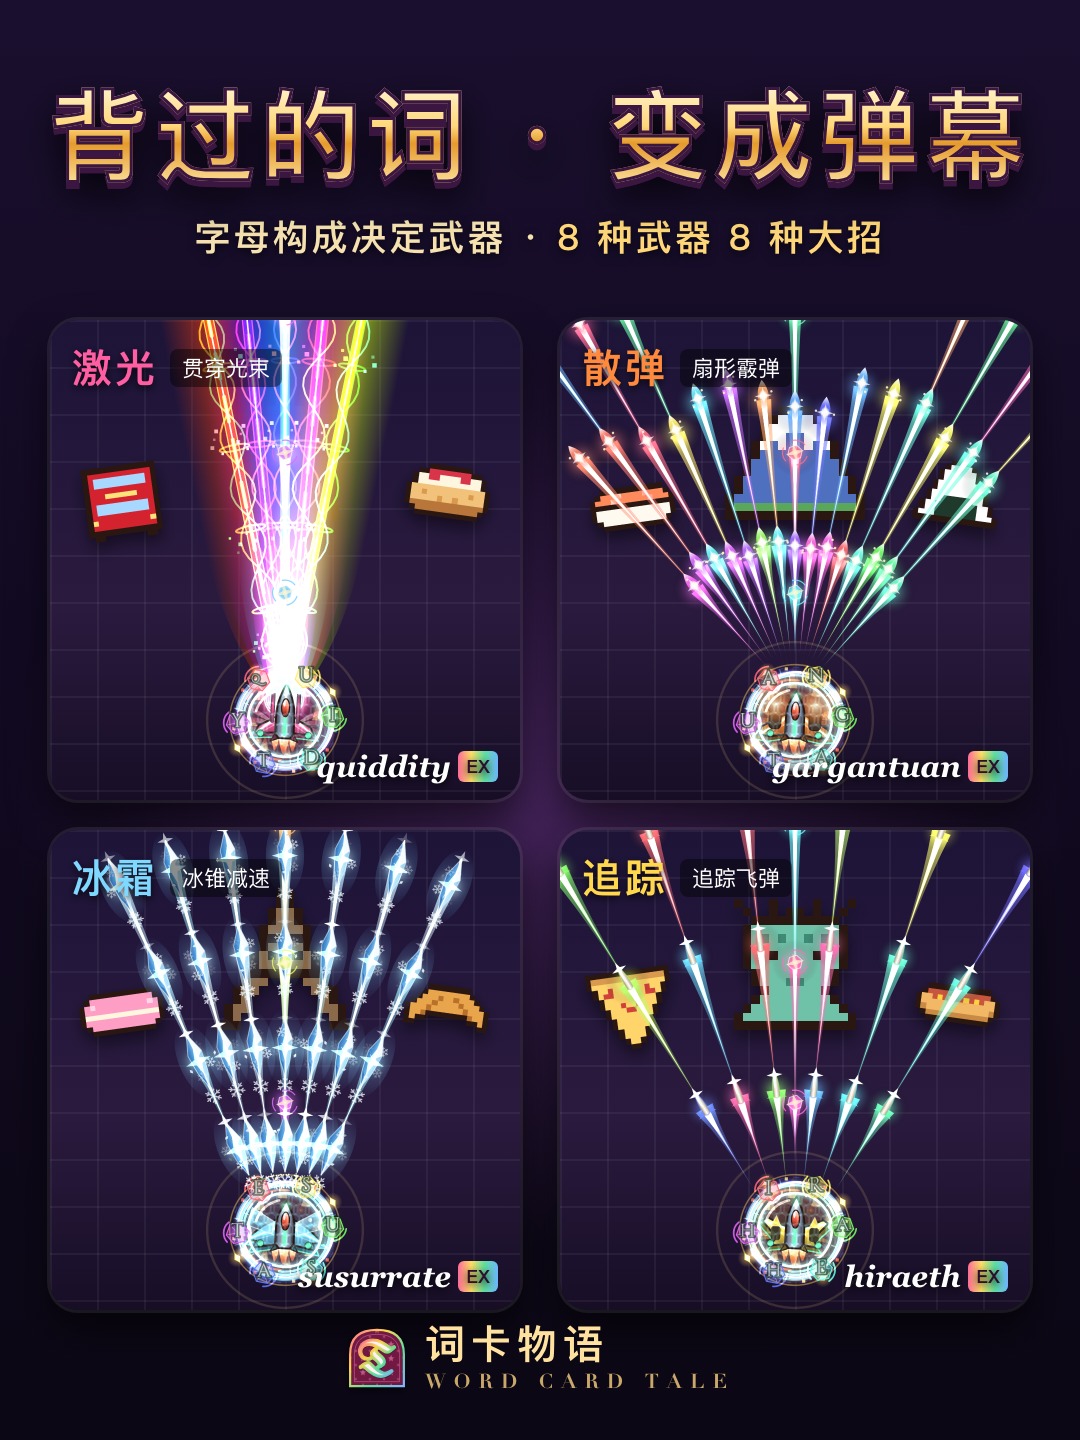 背过的词 · 变成弹幕
字母构成决定武器 · 8 种武器 8 种大招
激光 贯穿光束
Q U
Y I
T D
quiddity EX
散弹 扇形霰弹
A N
U G
T A
gargantuan EX
冰霜 冰锥减速
E S
T U
A S
susurrate EX
追踪 追踪飞弹
I R
H A
H E
hiraeth EX
词卡物语
WORD CARD TALE